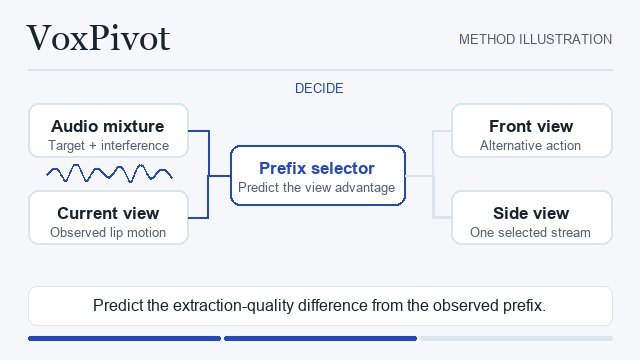 VoxPivot
METHOD ILLUSTRATION
DECIDE
Audio mixture
Target + interference
Current view
Observed lip motion
Prefix selector
Predict the view advantage
Front view
Alternative action
Side view
One selected stream
Predict the extraction-quality difference from the observed prefix.